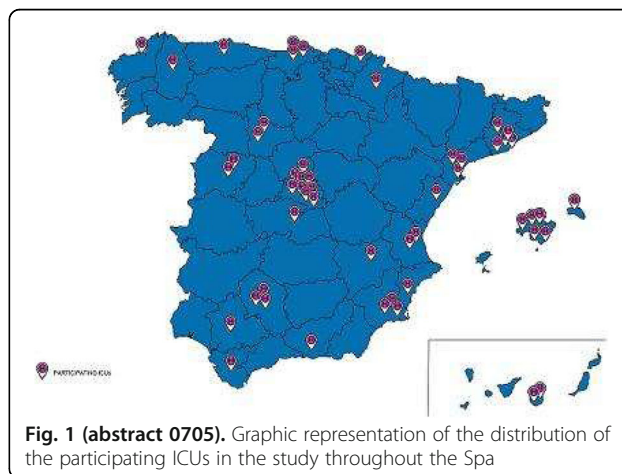 PARTICIPATING ICUs
Fig. 1 (abstract 0705). Graphic representation of the distribution of
the participating ICUs in the study throughout the Spa